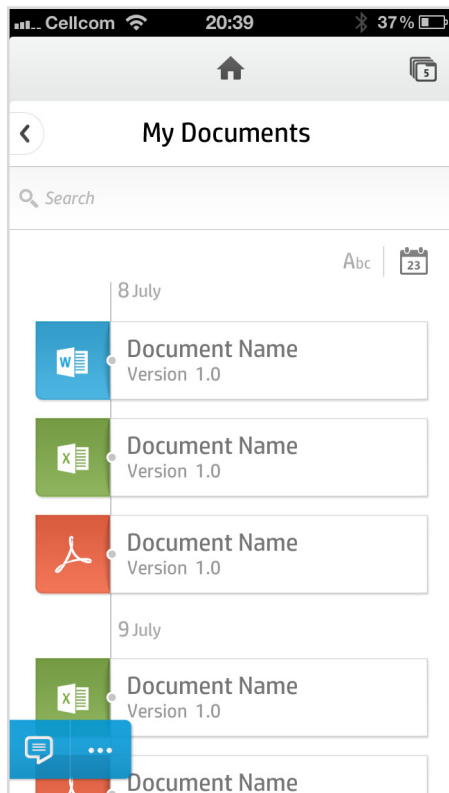 Cellcom 20:39 37%
5
My Documents
Search
Abc 23
8 July
W
Document Name
Version 1.0
X
Document Name
Version 1.0
Document Name
Version 1.0
9 July
X
Document Name
Version 1.0
Document Name